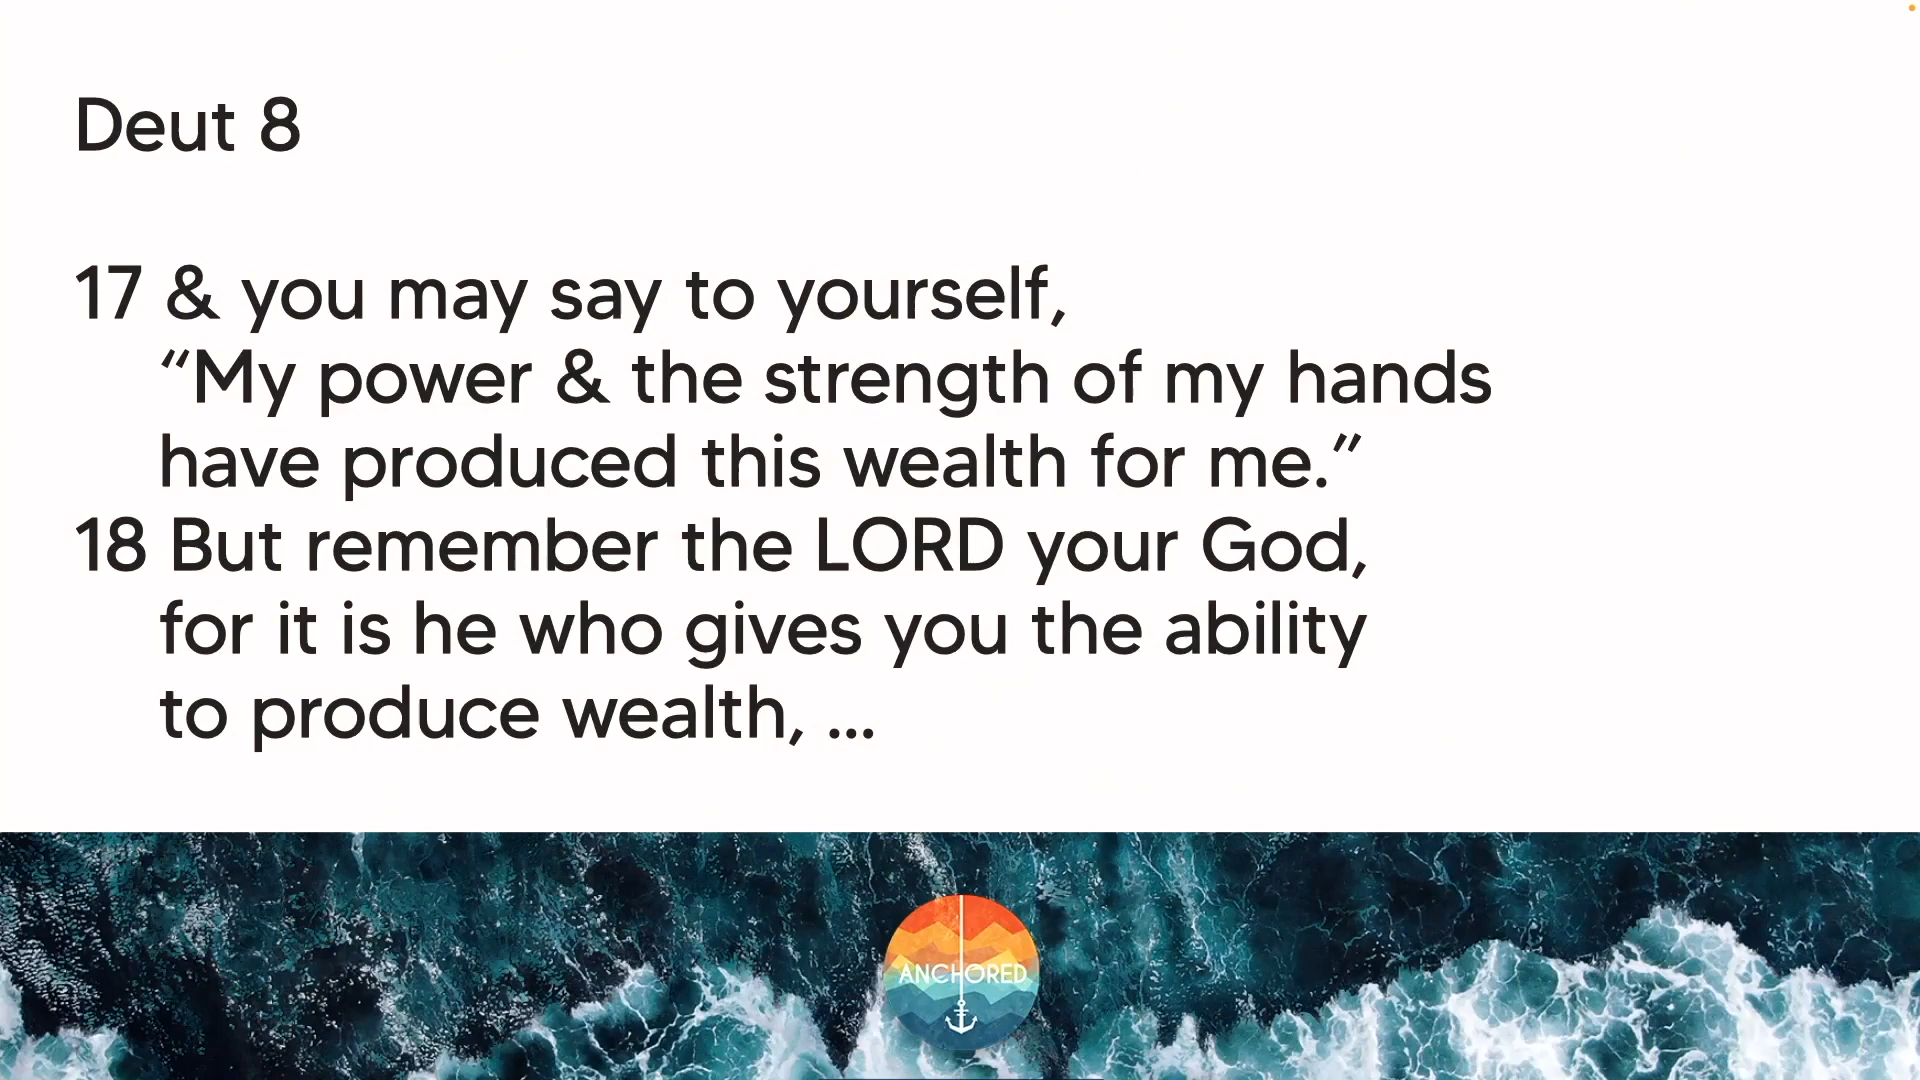 Deut 8
17 & you may say to yourself,
“My power & the strength of my hands
have produced this wealth for me.”
18 But remember the LORD your God,
for it is he who gives you the ability
to produce wealth, ...
ANCHORED